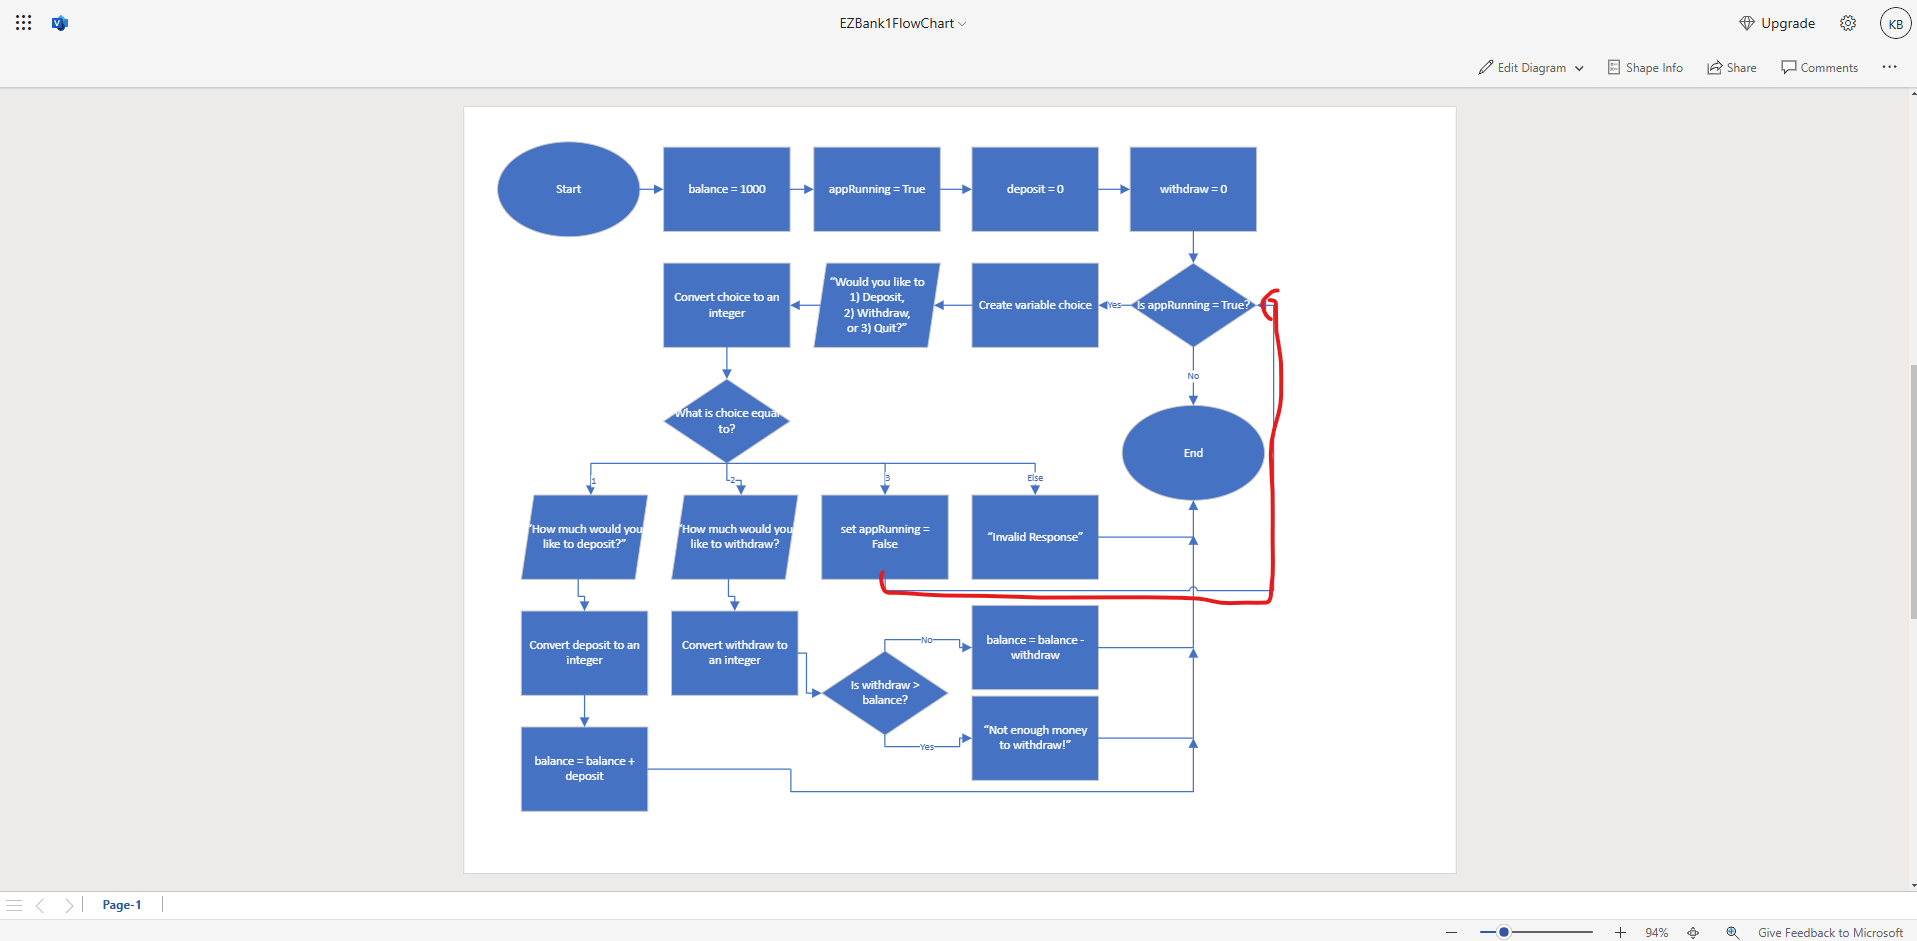 EZBank1FlowChart
Upgrade
KB
Edit Diagram
Shape Info
Share
Comments
Start
balance = 1000
appRunning = True
deposit = 0
withdraw = 0
Convert choice to an
integer
“Would you like to
1) Deposit,
2) Withdraw,
or 3) Quit?”
Create variable choice
Yes
Is appRunning = True?
No
What is choice equal
to?
End
1
2
3
Else
“How much would you
like to deposit?”
“How much would you
like to withdraw?
set appRunning =
False
“Invalid Response”
Convert deposit to an
integer
Convert withdraw to
an integer
No
balance = balance -
withdraw
Is withdraw >
balance?
Yes
“Not enough money
to withdraw!”
balance = balance +
deposit
Page-1
94%
Give Feedback to Microsoft